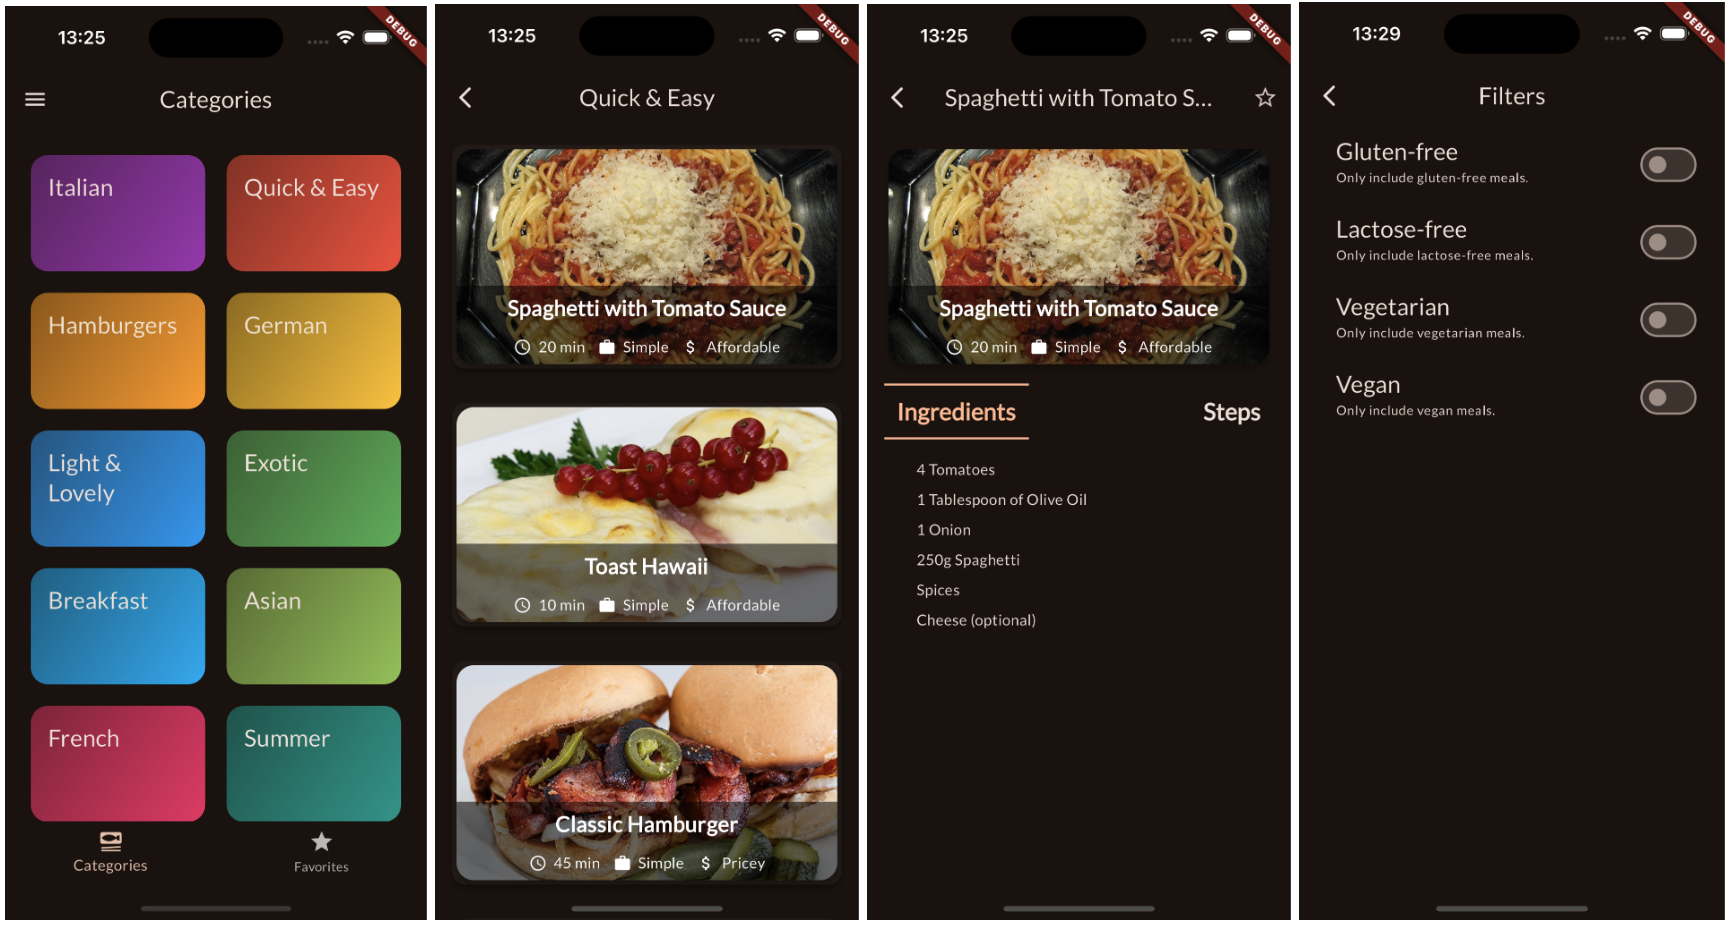 13:25
DEBUG
Categories
Italian
Quick & Easy
Hamburgers
German
Light &
Lovely
Exotic
Breakfast
Asian
French
Summer
Categories
Favorites
13:25
DEBUG
Quick & Easy
Spaghetti with Tomato Sauce
20 min Simple $ Affordable
Toast Hawaii
10 min Simple $ Affordable
Classic Hamburger
45 min Simple $ Pricey
13:25
DEBUG
Spaghetti with Tomato S...
Spaghetti with Tomato Sauce
20 min Simple $ Affordable
Ingredients
Steps
4 Tomatoes
1 Tablespoon of Olive Oil
1 Onion
250g Spaghetti
Spices
Cheese (optional)
13:29
DEBUG
Filters
Gluten-free
Only include gluten-free meals.
Lactose-free
Only include lactose-free meals.
Vegetarian
Only include vegetarian meals.
Vegan
Only include vegan meals.